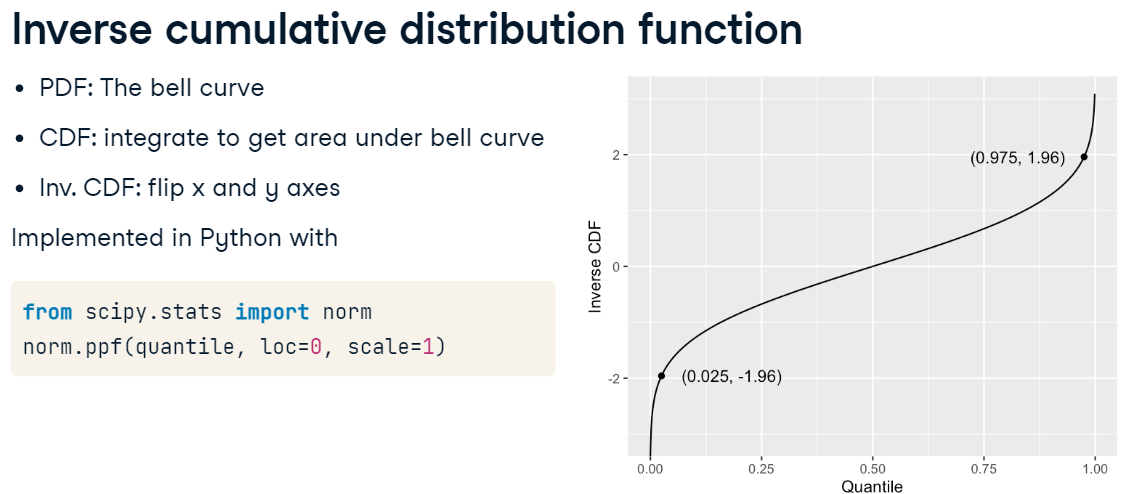 Inverse cumulative distribution function
• PDF: The bell curve
• CDF: integrate to get area under bell curve
• Inv. CDF: flip x and y axes
Implemented in Python with
from scipy.stats import norm
norm.ppf(quantile, loc=0, scale=1)
Inverse CDF
2
0
-2
(0.975, 1.96)
(0.025, -1.96)
0.00 0.25 0.50 0.75 1.00
Quantile